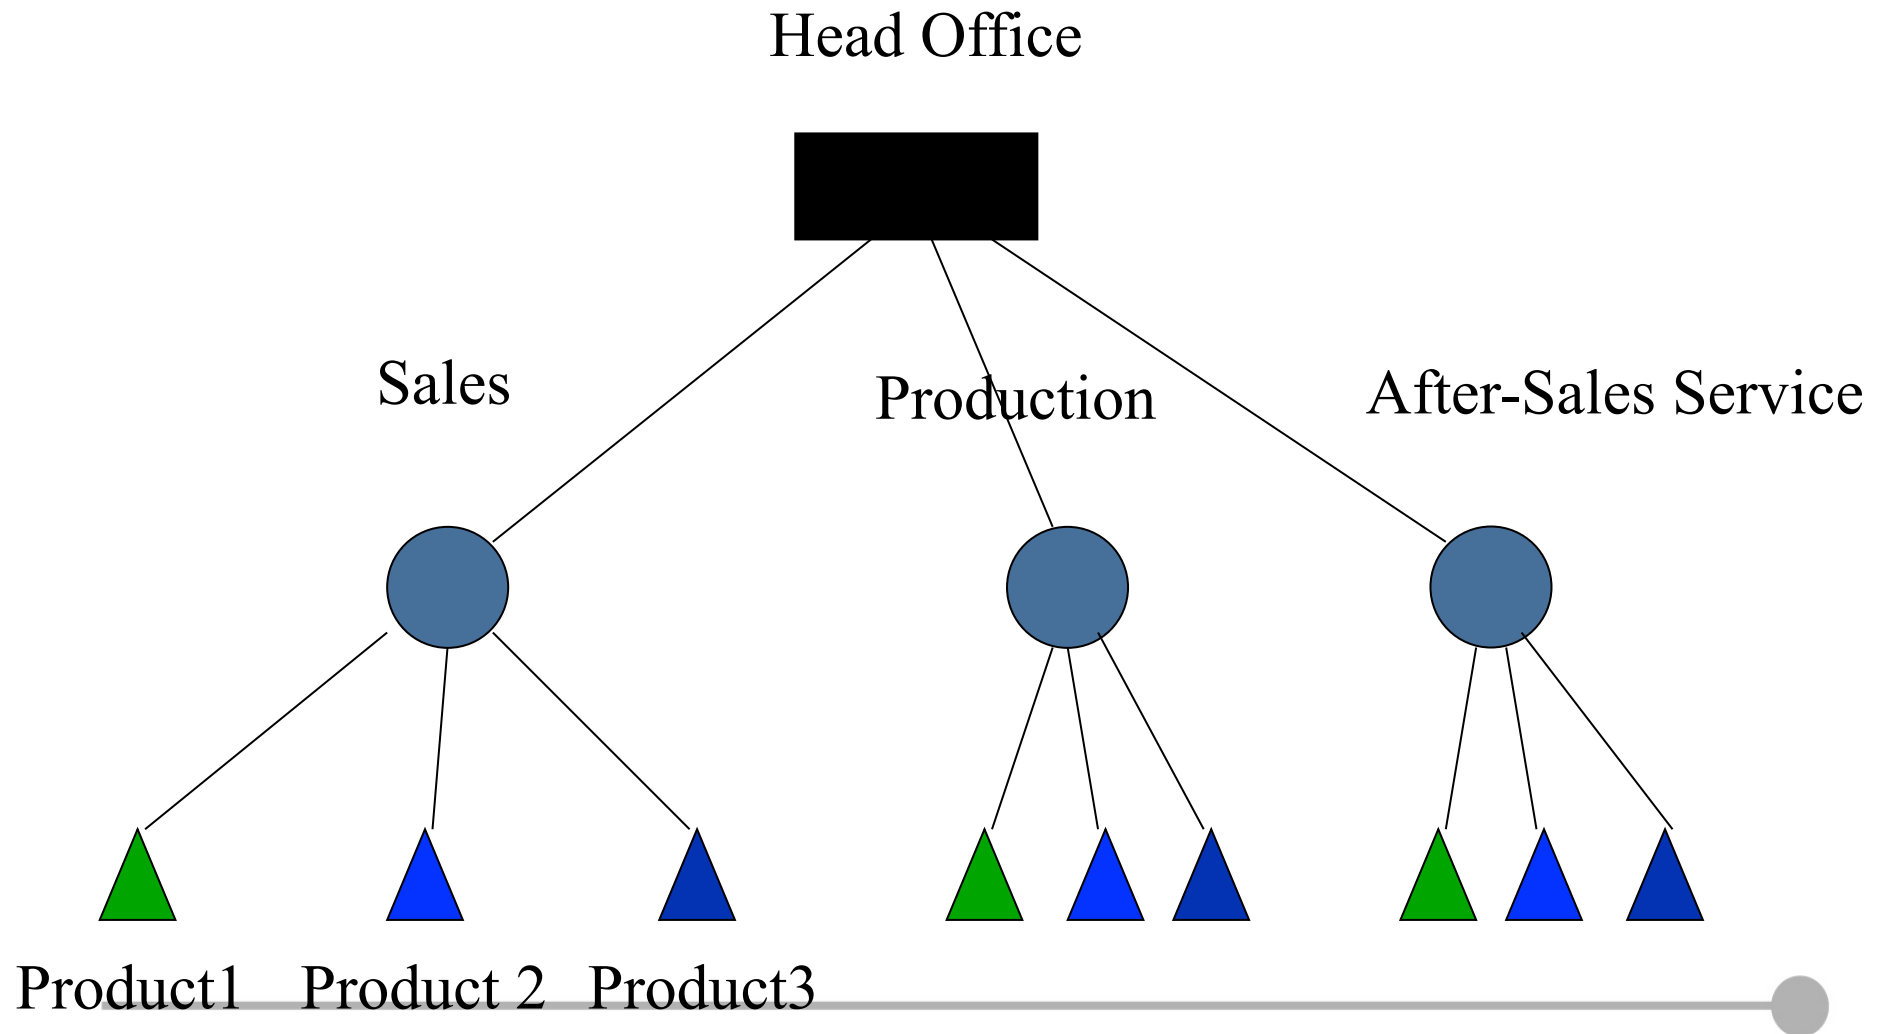 Head Office
Sales
Production
After-Sales Service
Product1
Product 2
Product3